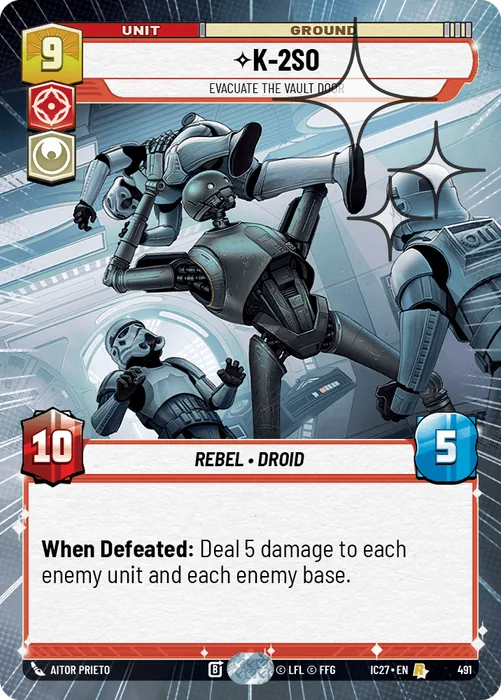 9
UNIT
GROUND
K-2SO
EVACUATE THE VAULT DOOR
10
REBEL • DROID
5
When Defeated: Deal 5 damage to each
enemy unit and each enemy base.
AITOR PRIETO
B
© LFL © FFG
IC27 • EN
R
491